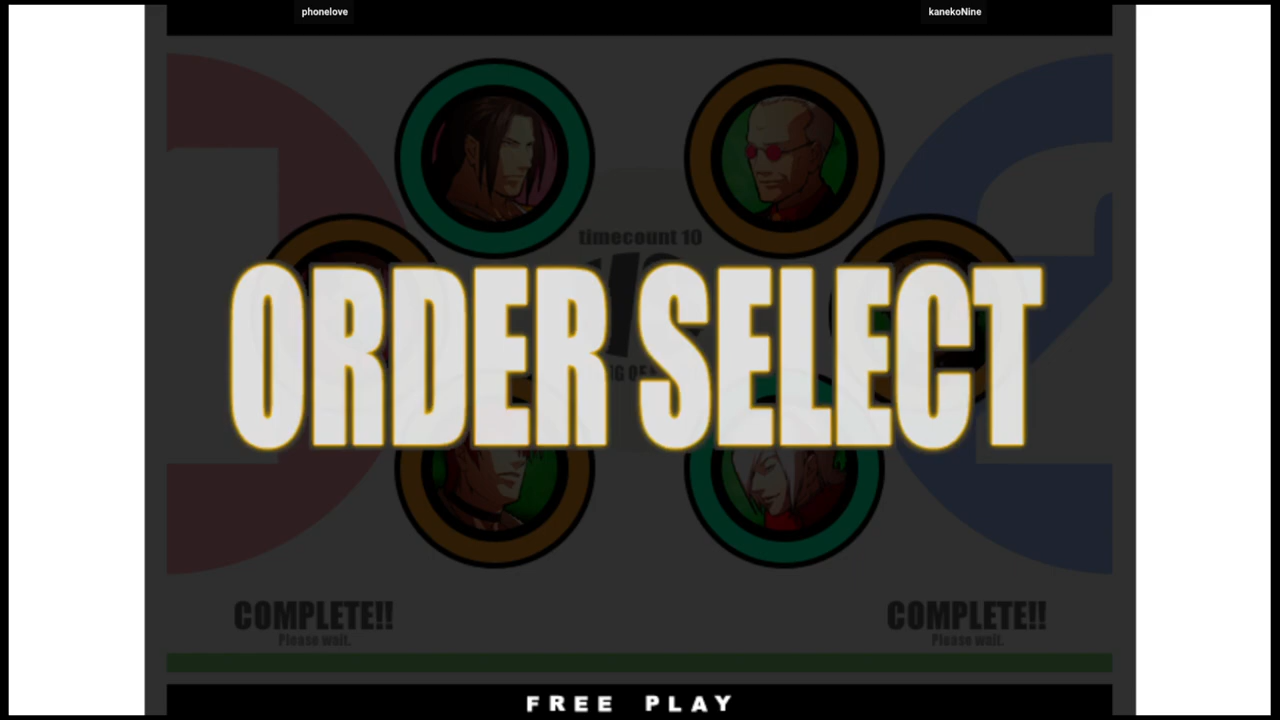 phonelove
kanekoNine
timecount 10
ORDER SELECT
COMPLETE!!
Please wait.
COMPLETE!!
Please wait.
FREE PLAY